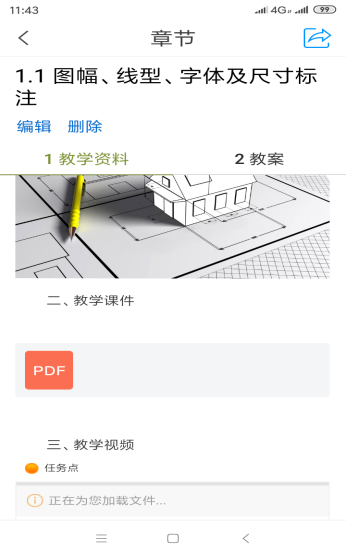 11:43
4G
99
章节
1.1 图幅、线型、字体及尺寸标
注
编辑 删除
1 教学资料 2 教案
二、教学课件
PDF
三、教学视频
任务点
正在为您加载文件...